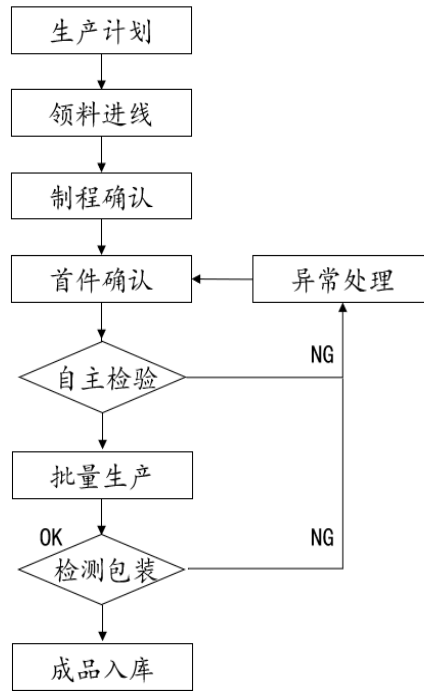 生产计划
领料进线
制程确认
首件确认
异常处理
NG
自主检验
批量生产
OK
NG
检测包装
成品入库